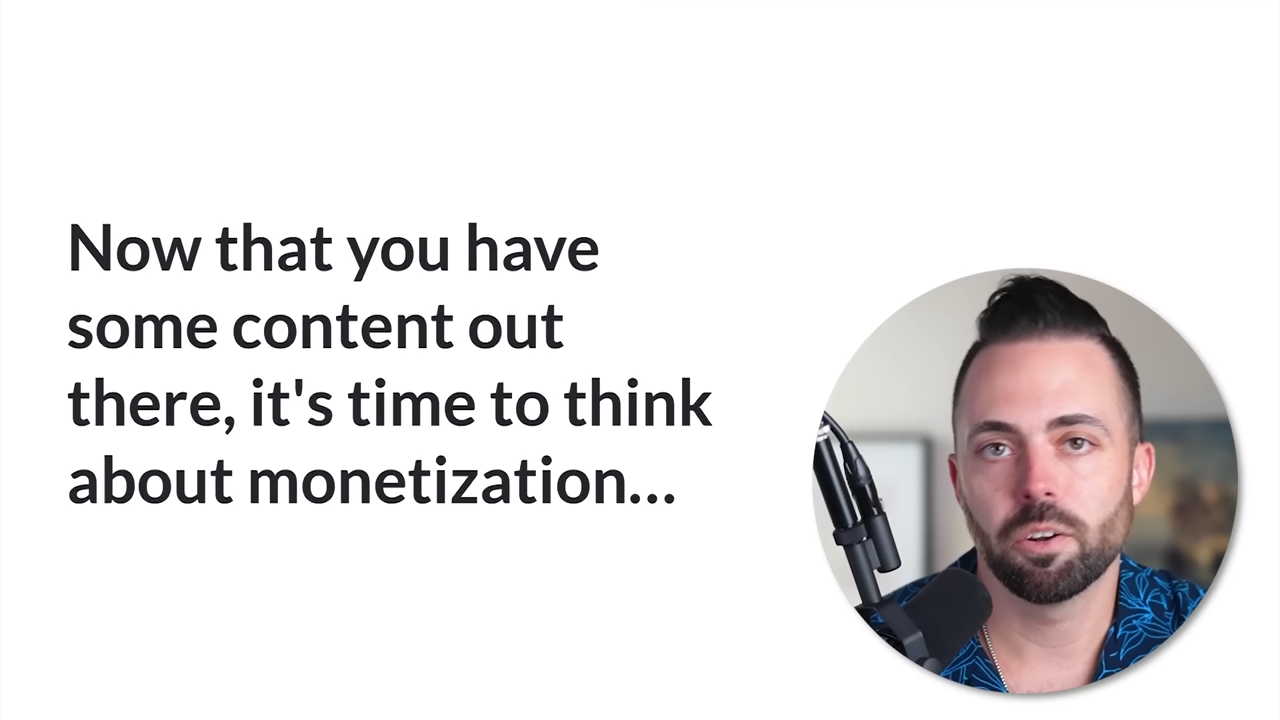 Now that you have
some content out
there, it's time to think
about monetization...